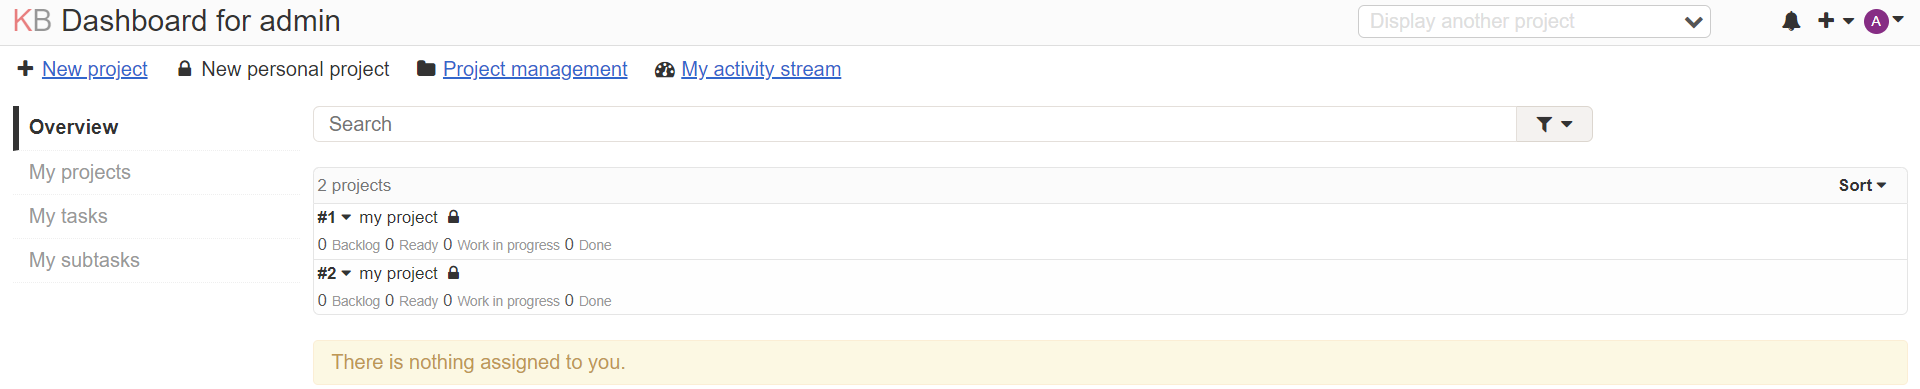 KB Dashboard for admin
Display another project
A
New project New personal project Project management My activity stream
Overview
My projects
My tasks
My subtasks
Search
2 projects Sort
#1 my project
0 Backlog 0 Ready 0 Work in progress 0 Done
#2 my project
0 Backlog 0 Ready 0 Work in progress 0 Done
There is nothing assigned to you.